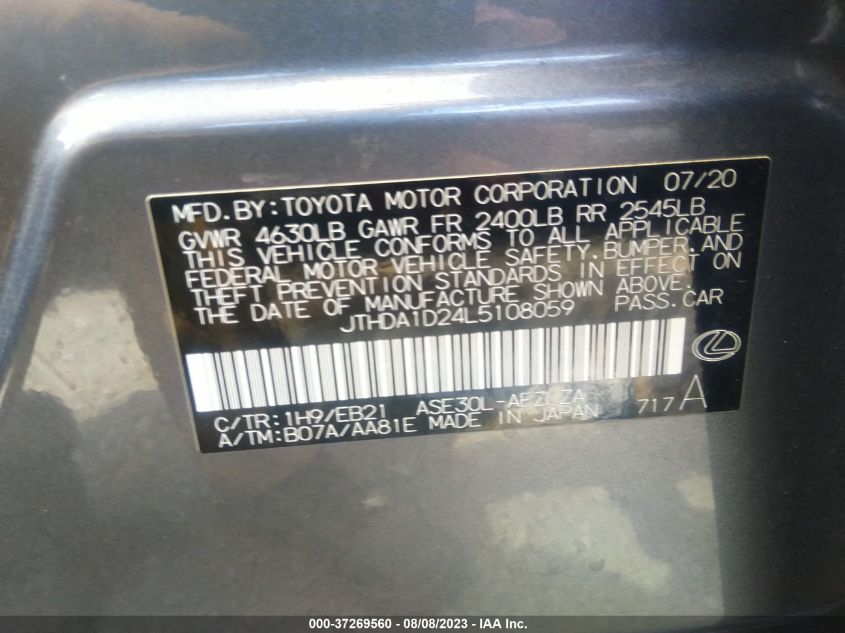 MFD. BY: TOYOTA MOTOR CORPORATION 07/20
GVWR 4630LB GAWR FR 2400LB RR 2545LB
THIS VEHICLE CONFORMS TO ALL APPLICABLE
FEDERAL MOTOR VEHICLE SAFETY, BUMPER, AND
THEFT PREVENTION STANDARDS IN EFFECT ON
THE DATE OF MANUFACTURE SHOWN ABOVE.
JTHDA1D24L5108059 PASS. CAR
C/TR: 1H9/EB21 ASE30L-AEZLZA
A/TM: B07A/AA81E MADE IN JAPAN 717A
000-37269560 - 08/08/2023 - IAA Inc.